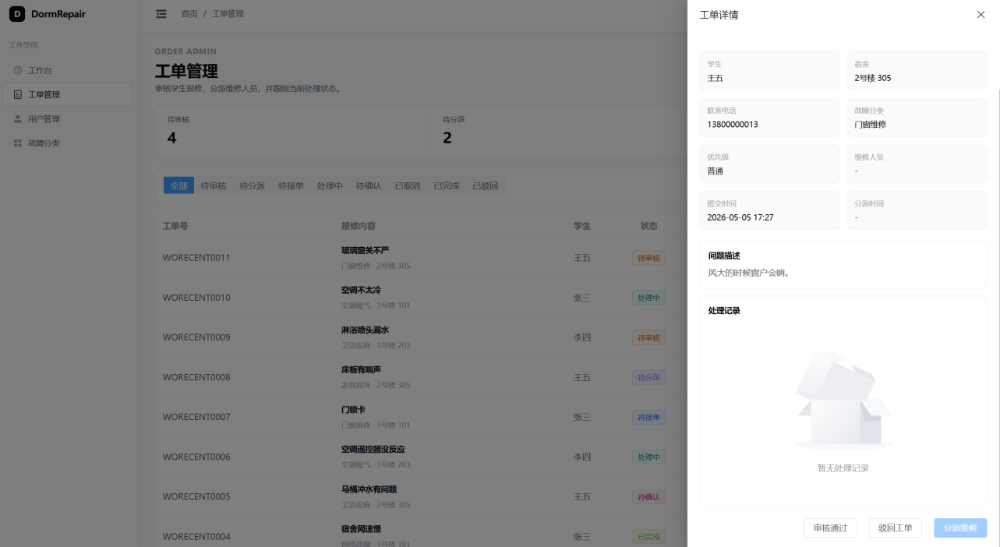 D DormRepair
工作空间
工作台
工单管理
用户管理
故障分类
首页 / 工单管理
ORDER ADMIN
工单管理
审核学生报修，分派维修人员，并跟踪当前处理状态。
待审核
4
待分派
2
全部 待审核 待分派 待接单 处理中 待确认 已取消 已完成 已驳回
工单号 报修内容 学生 状态
WORECENT0011 玻璃窗关不严 王五 待审核
门窗维修 · 2号楼 305
WORECENT0010 空调不太冷 张三 处理中
空调暖气 · 1号楼 101
WORECENT0009 淋浴喷头漏水 李四 待审核
卫浴设施 · 1号楼 203
WORECENT0008 床板有响声 王五 待分派
家具损坏 · 2号楼 305
WORECENT0007 门锁卡 张三 待接单
门窗维修 · 1号楼 101
WORECENT0006 空调遥控器没反应 李四 处理中
空调暖气 · 1号楼 203
WORECENT0005 马桶冲水有问题 王五 待确认
卫浴设施 · 2号楼 305
WORECENT0004 宿舍网速慢 张三 已完成
网络故障 · 1号楼 101
工单详情
学生
王五
宿舍
2号楼 305
联系电话
13800000013
故障分类
门窗维修
优先级
普通
维修人员
-
提交时间
2026-05-05 17:27
分派时间
-
问题描述
风大的时候窗户会响。
处理记录
暂无处理记录
审核通过 驳回工单 分派维修